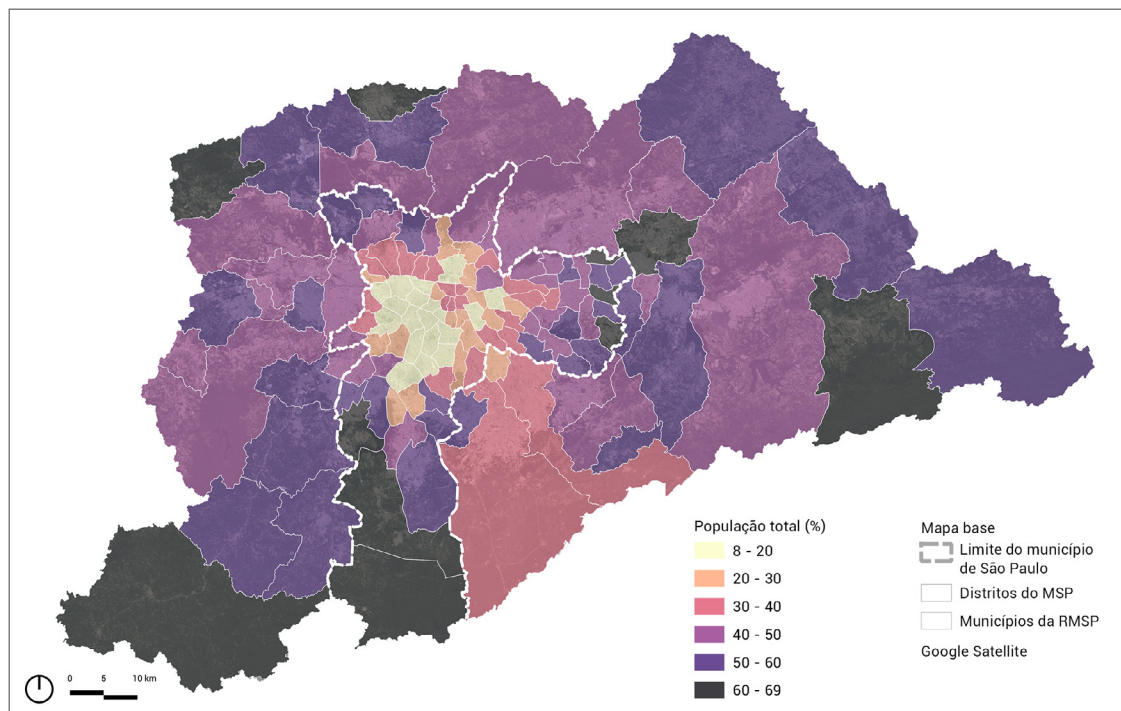 População total (%)
8 - 20
20 - 30
30 - 40
40 - 50
50 - 60
60 - 69
Mapa base
Limite do município
de São Paulo
Distritos do MSP
Municípios da RMSP
Google Satellite
0 5 10 km